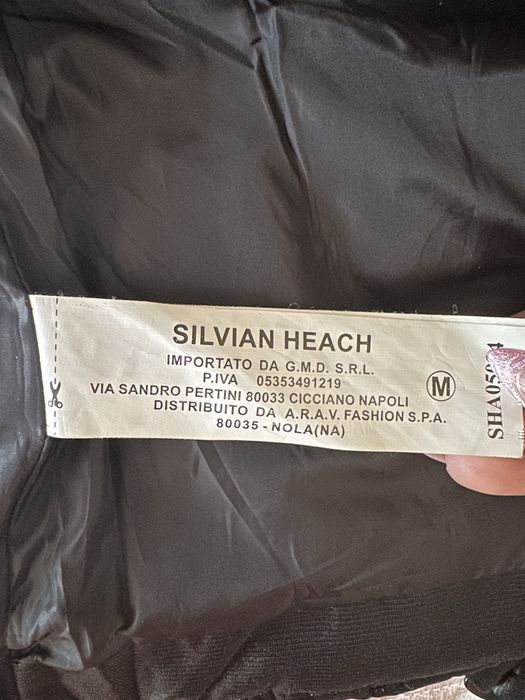 SILVIAN HEACH
IMPORTATO DA G.M.D. S.R.L.
P.IVA 05353491219
VIA SANDRO PERTINI 80033 CICCIANO NAPOLI
DISTRIBUITO DA A.R.A.V. FASHION S.P.A.
80035 - NOLA(NA)
M